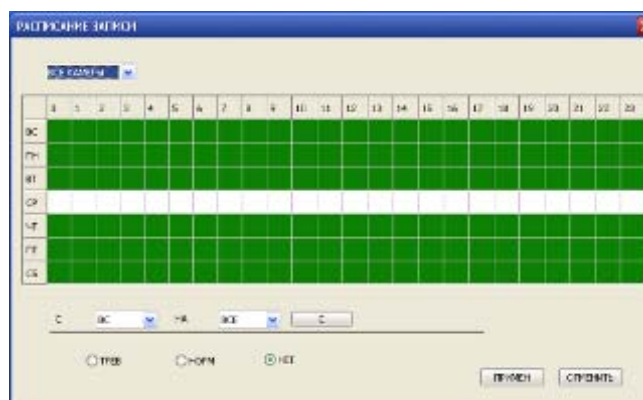 РАСПИСАНИЕ ЗАПИСИ
ВСЕ КАМЕРЫ
0 1 2 3 4 5 6 7 8 9 10 11 12 13 14 15 16 17 18 19 20 21 22 23
ВС
ПН
ВТ
СР
ЧТ
ПТ
СБ
С ВС НА ВСЕ С
ТРЕВ НОРМ НЕТ
ПРИМЕН ОТМЕНИТЬ